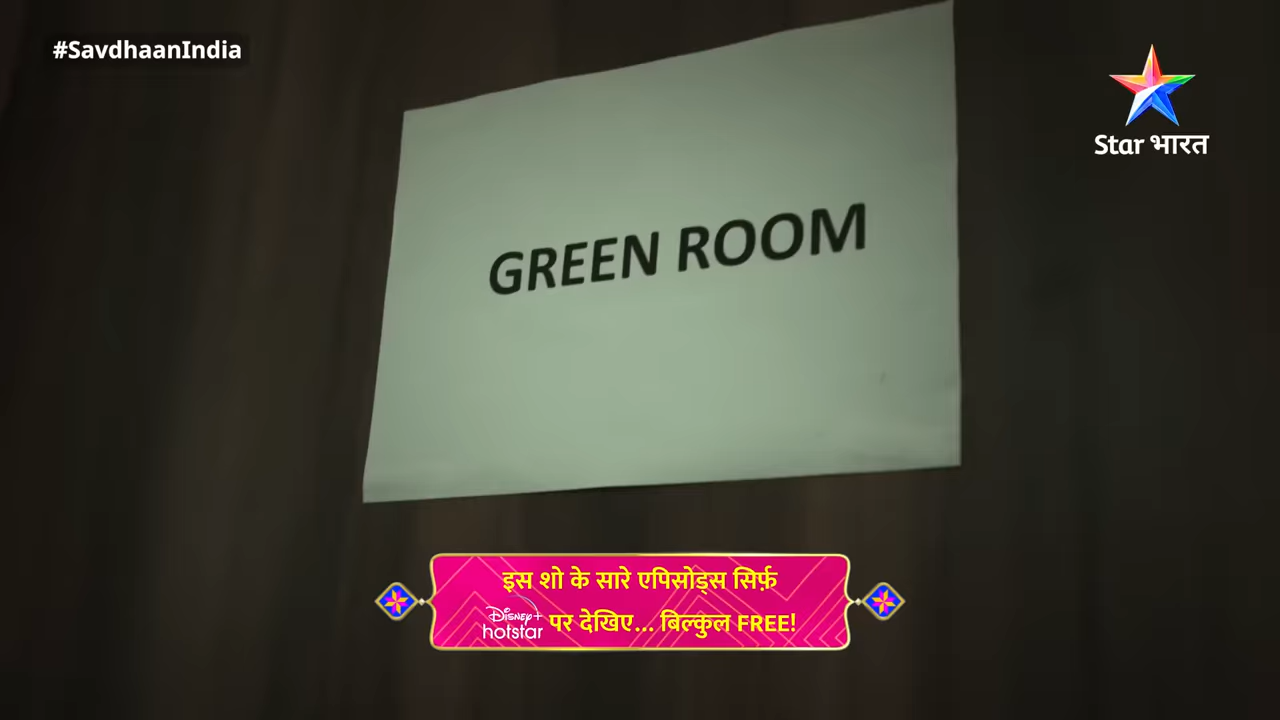 #SavdhaanIndia
Star भारत
GREEN ROOM
इस शो के सारे एपिसोड्स सिर्फ़
Disney+ hotstar पर देखिए... बिल्कुल FREE!